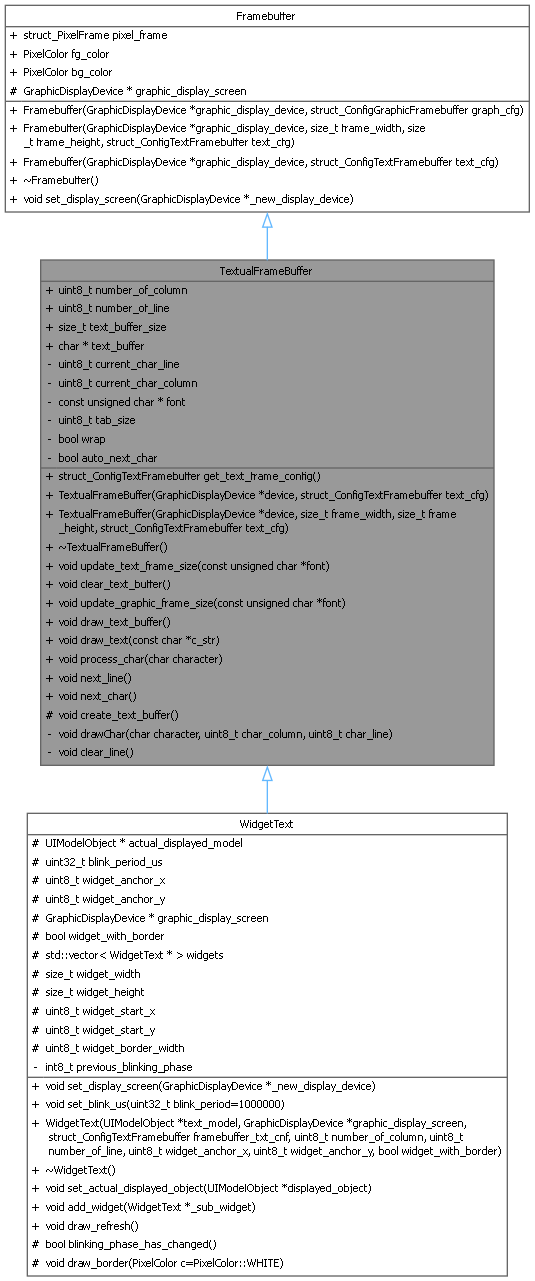 Framebuffer
+ struct_PixelFrame pixel_frame
+ PixelColor fg_color
+ PixelColor bg_color
# GraphicDisplayDevice * graphic_display_screen
+ Framebuffer(GraphicDisplayDevice *graphic_display_device, struct_ConfigGraphicFramebuffer graph_cfg)
+ Framebuffer(GraphicDisplayDevice *graphic_display_device, size_t frame_width, size
_t frame_height, struct_ConfigTextFramebuffer text_cfg)
+ Framebuffer(GraphicDisplayDevice *graphic_display_device, struct_ConfigTextFramebuffer text_cfg)
+ ~Framebuffer()
+ void set_display_screen(GraphicDisplayDevice *_new_display_device)
TextualFrameBuffer
+ uint8_t number_of_column
+ uint8_t number_of_line
+ size_t text_buffer_size
+ char * text_buffer
- uint8_t current_char_line
- uint8_t current_char_column
- const unsigned char * font
- uint8_t tab_size
- bool wrap
- bool auto_next_char
+ struct_ConfigTextFramebuffer get_text_frame_config()
+ TextualFrameBuffer(GraphicDisplayDevice *device, struct_ConfigTextFramebuffer text_cfg)
+ TextualFrameBuffer(GraphicDisplayDevice *device, size_t frame_width, size_t frame
_height, struct_ConfigTextFramebuffer text_cfg)
+ ~TextualFrameBuffer()
+ void update_text_frame_size(const unsigned char *font)
+ void clear_text_buffer()
+ void update_graphic_frame_size(const unsigned char *font)
+ void draw_text_buffer()
+ void draw_text(const char *c_str)
+ void process_char(char character)
+ void next_line()
+ void next_char()
# void create_text_buffer()
- void drawChar(char character, uint8_t char_column, uint8_t char_line)
- void clear_line()
WidgetText
# UIModelObject * actual_displayed_model
# uint32_t blink_period_us
# uint8_t widget_anchor_x
# uint8_t widget_anchor_y
# GraphicDisplayDevice * graphic_display_screen
# bool widget_with_border
# std::vector< WidgetText * > widgets
# size_t widget_width
# size_t widget_height
# uint8_t widget_start_x
# uint8_t widget_start_y
# uint8_t widget_border_width
- int8_t previous_blinking_phase
+ void set_display_screen(GraphicDisplayDevice *_new_display_device)
+ void set_blink_us(uint32_t blink_period=1000000)
+ WidgetText(UIModelObject *text_model, GraphicDisplayDevice *graphic_display_screen,
struct_ConfigTextFramebuffer framebuffer_txt_cnf, uint8_t number_of_column, uint8_t
number_of_line, uint8_t widget_anchor_x, uint8_t widget_anchor_y, bool widget_with_border)
+ ~WidgetText()
+ void set_actual_displayed_object(UIModelObject *displayed_object)
+ void add_widget(WidgetText *_sub_widget)
+ void draw_refresh()
# bool blinking_phase_has_changed()
# void draw_border(PixelColor c=PixelColor::WHITE)